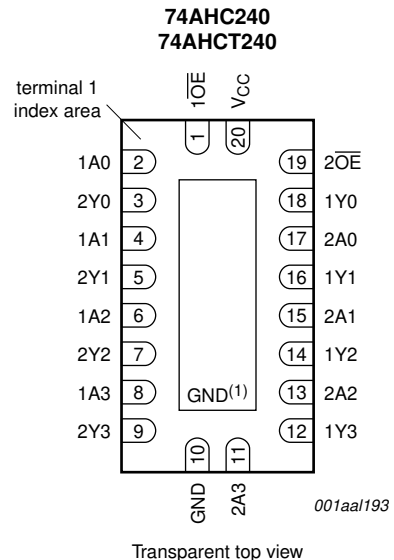 74AHC240
74AHCT240
terminal 1
index area
1O̅E̅
VCC
1
20
1A0 2
19 2O̅E̅
2Y0 3
18 1Y0
1A1 4
17 2A0
2Y1 5
16 1Y1
1A2 6
15 2A1
2Y2 7
14 1Y2
1A3 8
GND(1)
13 2A2
2Y3 9
12 1Y3
10
11
GND
2A3
001aal193
Transparent top view